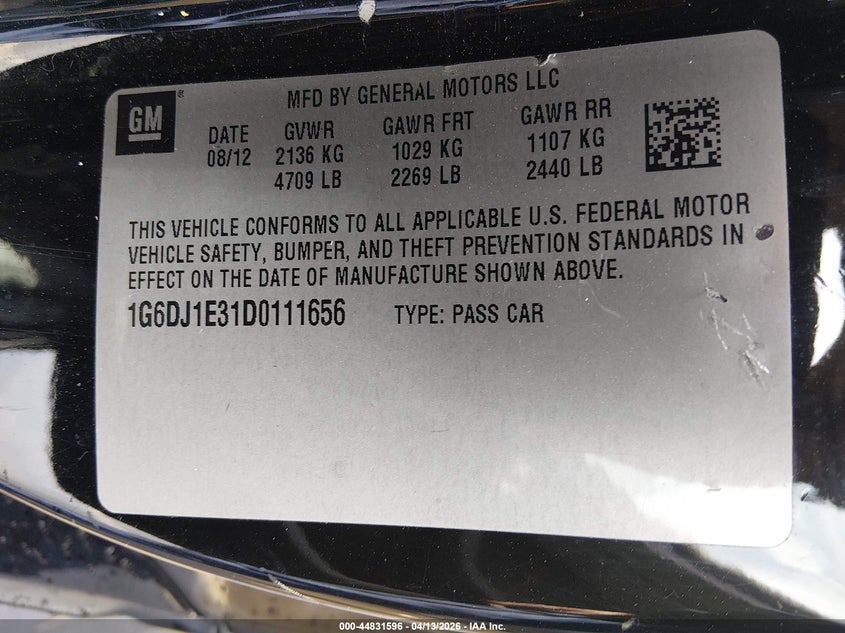 MFD BY GENERAL MOTORS LLC
GM®
DATE GVWR GAWR FRT GAWR RR
08/12 2136 KG 1029 KG 1107 KG
4709 LB 2269 LB 2440 LB
THIS VEHICLE CONFORMS TO ALL APPLICABLE U.S. FEDERAL MOTOR
VEHICLE SAFETY, BUMPER, AND THEFT PREVENTION STANDARDS IN
EFFECT ON THE DATE OF MANUFACTURE SHOWN ABOVE.
1G6DJ1E31D0111656 TYPE: PASS CAR
000-44831596 - 04/13/2026 - IAA Inc.